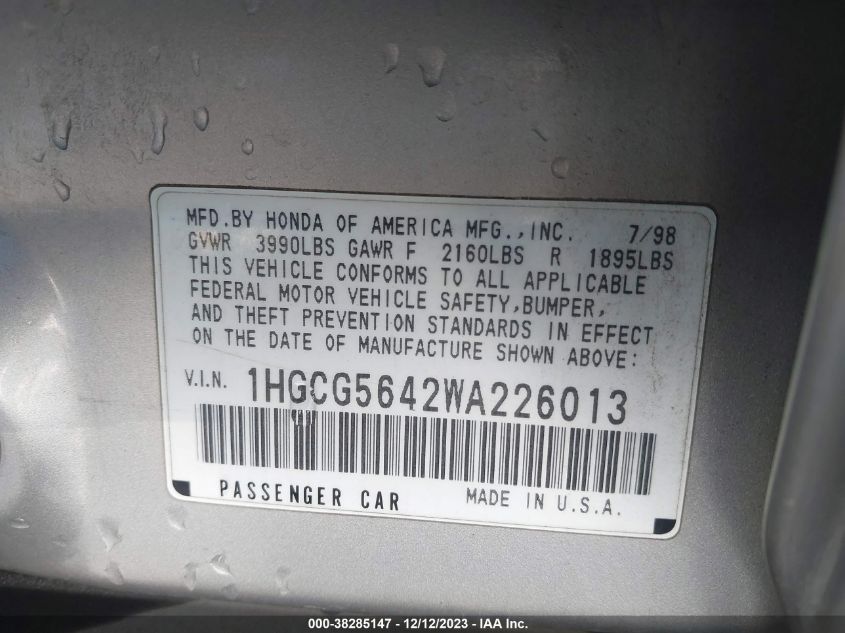 MFD.BY HONDA OF AMERICA MFG.,INC. 7/98
GVWR 3990LBS GAWR F 2160LBS R 1895LBS
THIS VEHICLE CONFORMS TO ALL APPLICABLE
FEDERAL MOTOR VEHICLE SAFETY,BUMPER,
AND THEFT PREVENTION STANDARDS IN EFFECT
ON THE DATE OF MANUFACTURE SHOWN ABOVE:
V.I.N. 1HGCG5642WA226013
PASSENGER CAR MADE IN U.S.A.
000-38285147 - 12/12/2023 - IAA Inc.